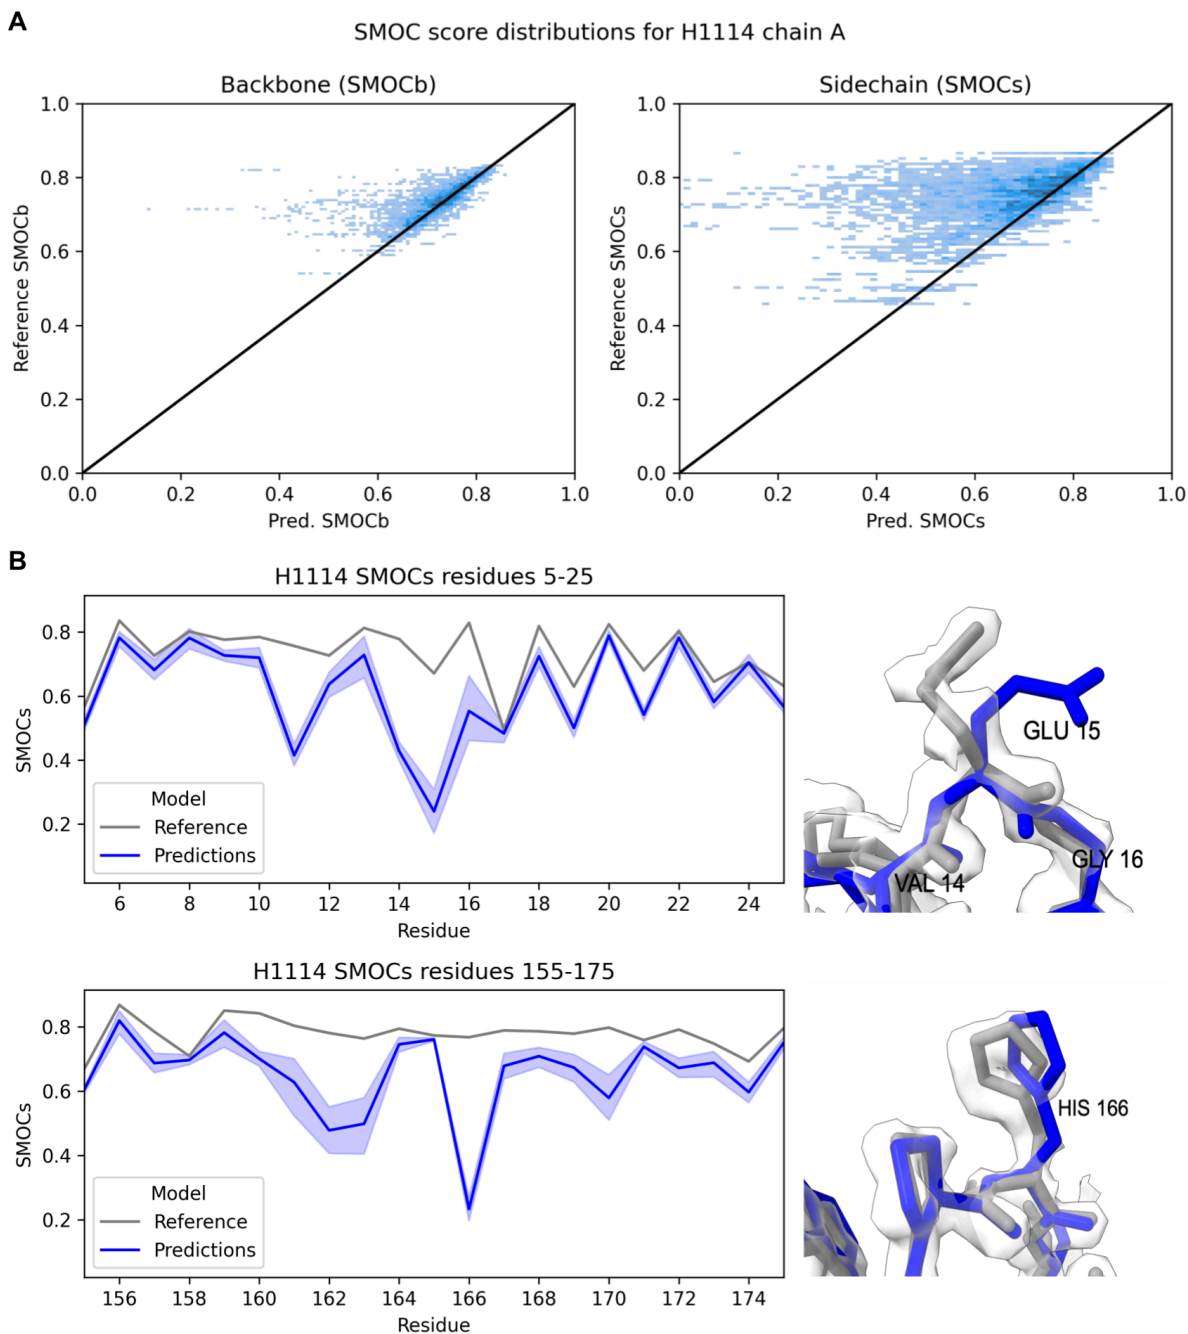 A
SMOC score distributions for H1114 chain A
Backbone (SMOCb)
Sidechain (SMOCs)
1.0
0.8
0.6
0.4
0.2
0.0
Reference SMOCb
0.0 0.2 0.4 0.6 0.8 1.0
Pred. SMOCb
1.0
0.8
0.6
0.4
0.2
0.0
Reference SMOCs
0.0 0.2 0.4 0.6 0.8 1.0
Pred. SMOCs
B
H1114 SMOCs residues 5-25
0.8
0.6
0.4
0.2
SMOCs
Model
Reference
Predictions
6 8 10 12 14 16 18 20 22 24
Residue
GLU 15
GLY 16
VAL 14
H1114 SMOCs residues 155-175
0.8
0.6
0.4
0.2
SMOCs
Model
Reference
Predictions
156 158 160 162 164 166 168 170 172 174
Residue
HIS 166